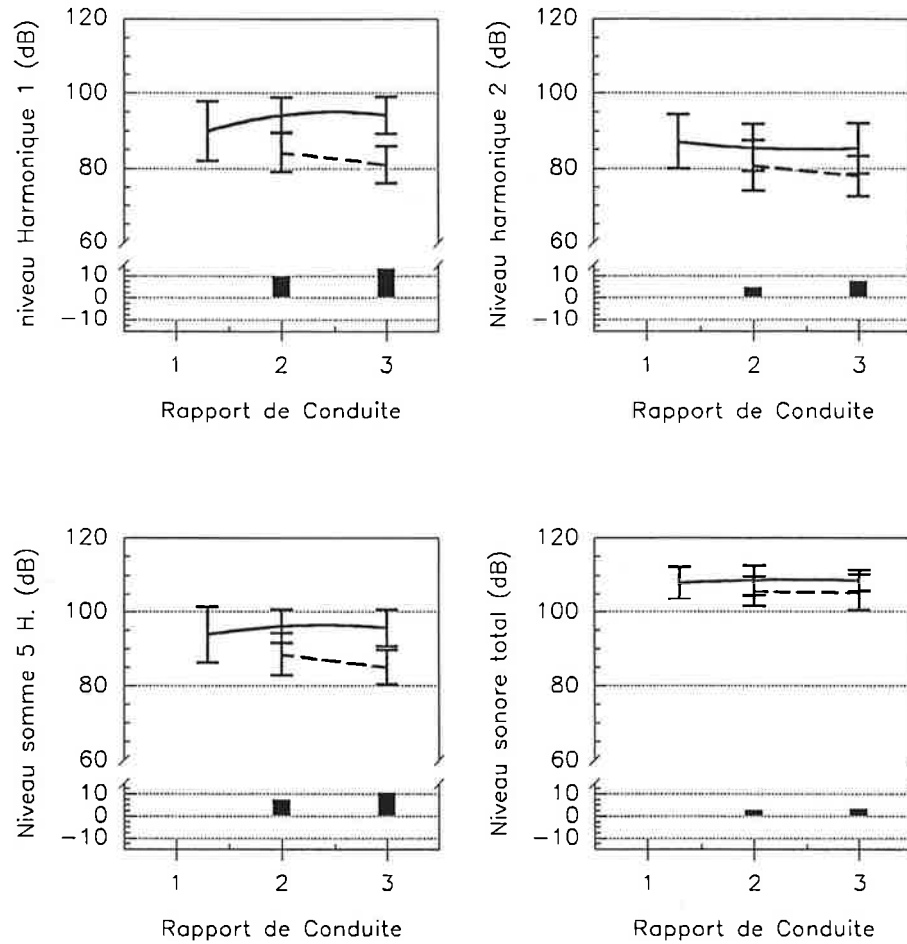 niveau Harmonique 1 (dB)
120
100
80
60
10
0
−10
1 2 3
Rapport de Conduite
Niveau harmonique 2 (dB)
120
100
80
60
10
0
−10
1 2 3
Rapport de Conduite
Niveau somme 5 H. (dB)
120
100
80
60
10
0
−10
1 2 3
Rapport de Conduite
Niveau sonore total (dB)
120
100
80
60
10
0
−10
1 2 3
Rapport de Conduite